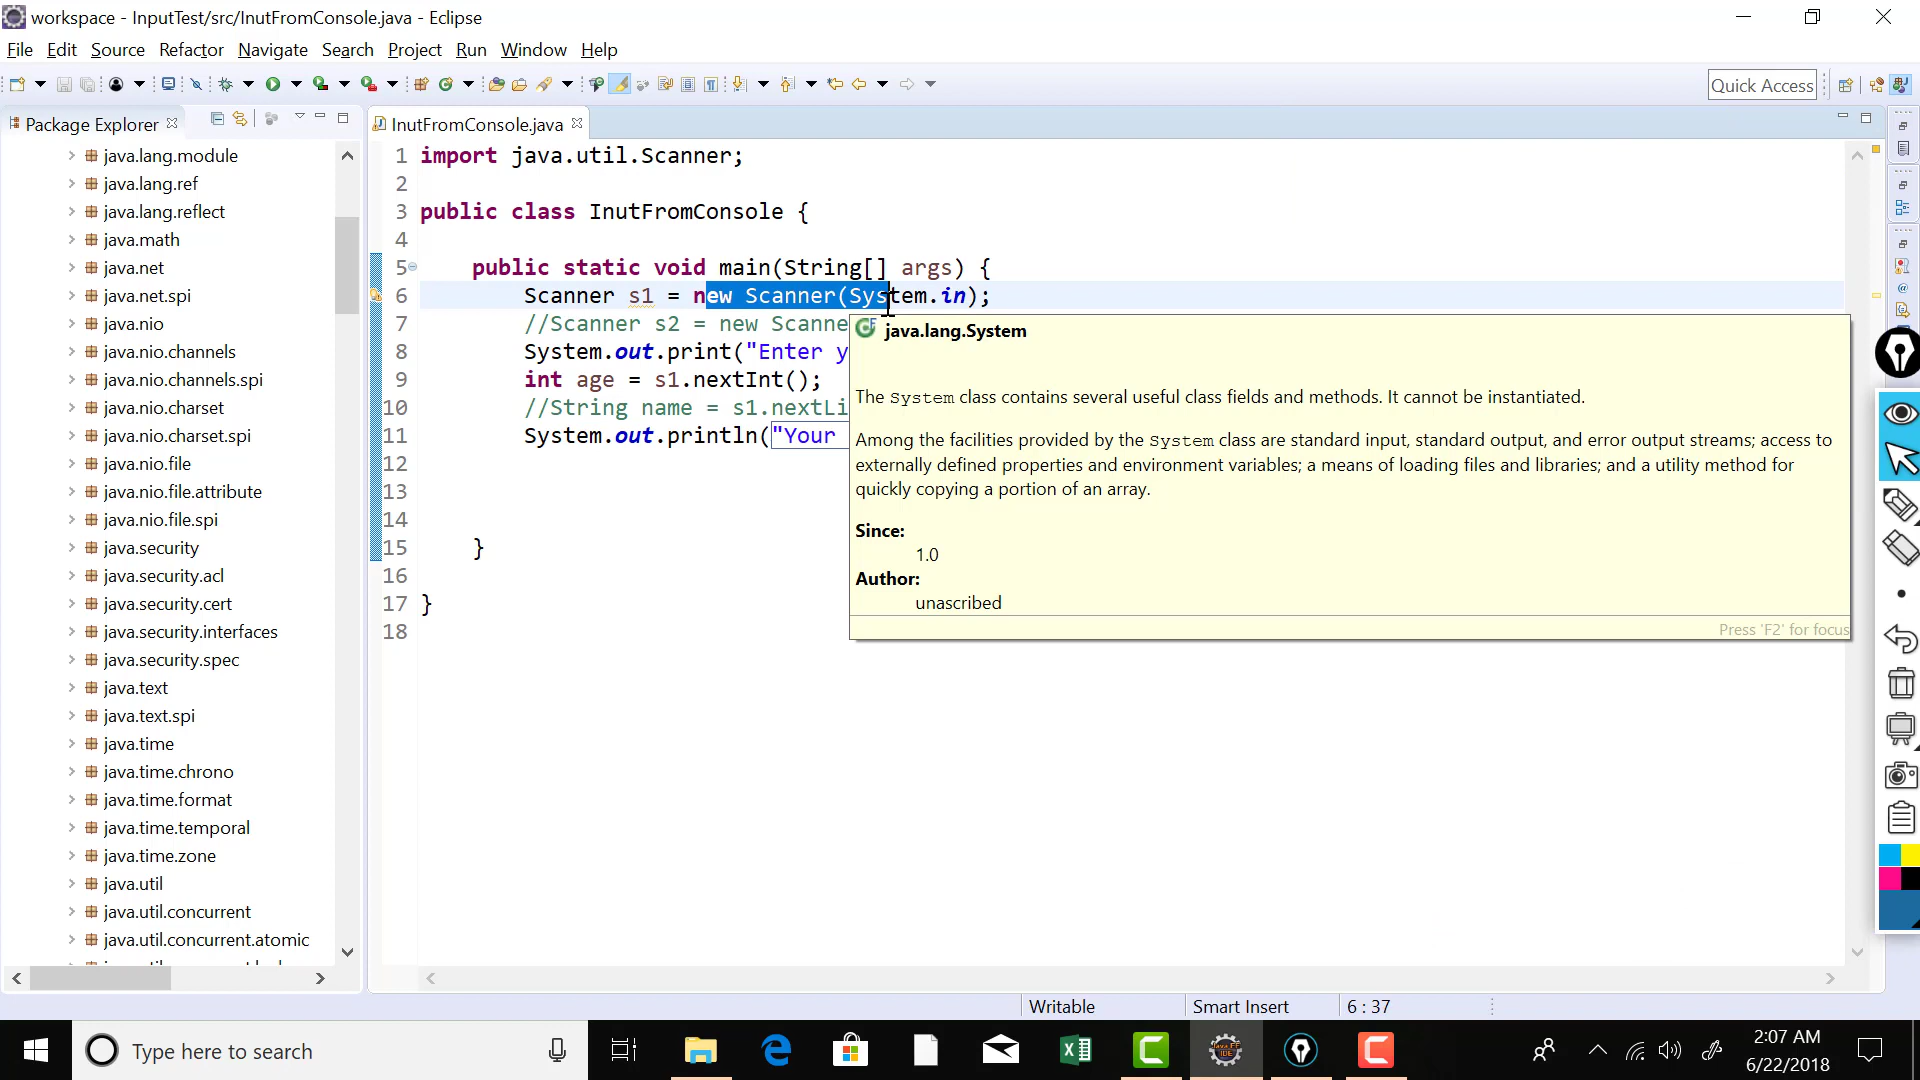 workspace - InputTest/src/InutFromConsole.java - Eclipse
File Edit Source Refactor Navigate Search Project Run Window Help
Quick Access
Package Explorer
InutFromConsole.java
java.lang.module
java.lang.ref
java.lang.reflect
java.math
java.net
java.net.spi
java.nio
java.nio.channels
java.nio.channels.spi
java.nio.charset
java.nio.charset.spi
java.nio.file
java.nio.file.attribute
java.nio.file.spi
java.security
java.security.acl
java.security.cert
java.security.interfaces
java.security.spec
java.text
java.text.spi
java.time
java.time.chrono
java.time.format
java.time.temporal
java.time.zone
java.util
java.util.concurrent
java.util.concurrent.atomic
1 import java.util.Scanner;
2
3 public class InutFromConsole {
4
5 public static void main(String[] args) {
6 Scanner s1 = new Scanner(System.in);
7 //Scanner s2 = new Scanne
8 System.out.print("Enter y
9 int age = s1.nextInt();
10 //String name = s1.nextLi
11 System.out.println("Your
12
13
14
15 }
16
17 }
18
java.lang.System
The System class contains several useful class fields and methods. It cannot be instantiated.
Among the facilities provided by the System class are standard input, standard output, and error output streams; access to
externally defined properties and environment variables; a means of loading files and libraries; and a utility method for
quickly copying a portion of an array.
Since:
1.0
Author:
unascribed
Press 'F2' for focus
Writable Smart Insert 6 : 37
Type here to search
Java EE
IDE
2:07 AM
6/22/2018